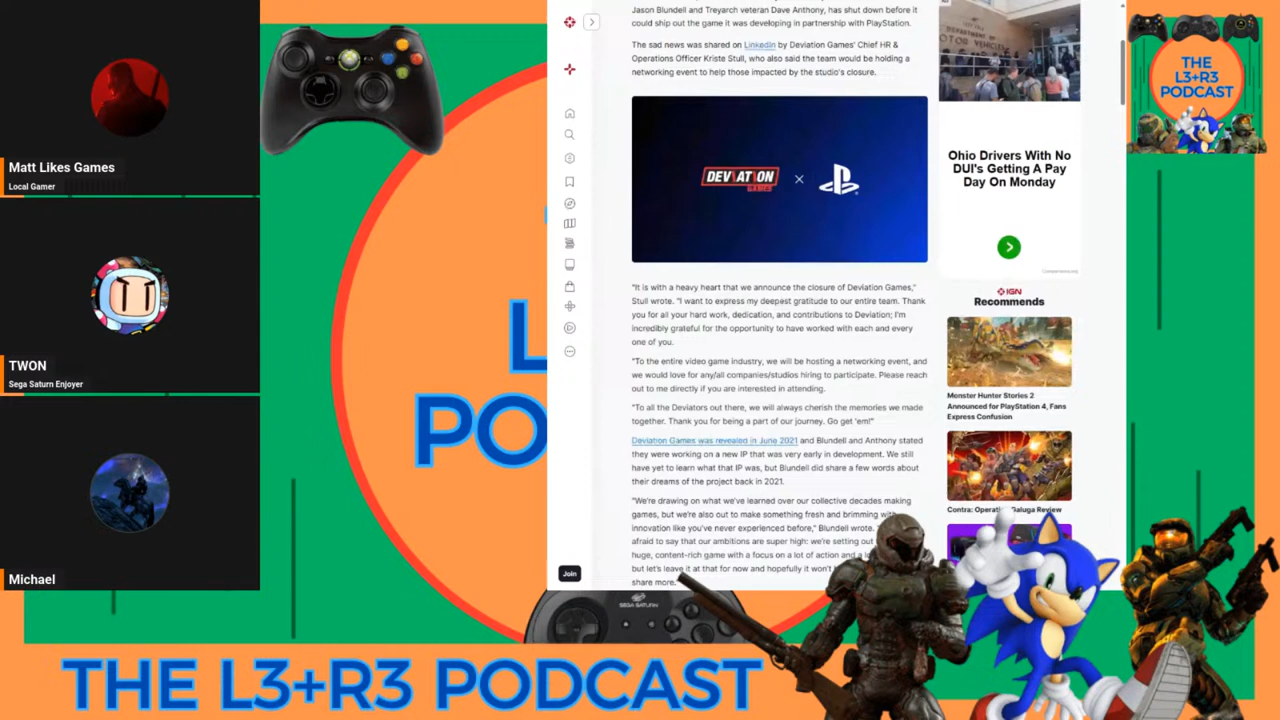 Matt Likes Games
Local Gamer
TWON
Sega Saturn Enjoyer
Michael
Jason Blundell and Treyarch veteran Dave Anthony, has shut down before it
could ship out the game it was developing in partnership with PlayStation.
The sad news was shared on LinkedIn by Deviation Games' Chief HR &
Operations Officer Kriste Stull, who also said the team would be holding a
networking event to help those impacted by the studio's closure.
DEVIATION
GAMES
"It is with a heavy heart that we announce the closure of Deviation Games,"
Stull wrote. "I want to express my deepest gratitude to our entire team. Thank
you for all your hard work, dedication, and contributions to Deviation; I'm
incredibly grateful for the opportunity to have worked with each and every
one of you.
"To the entire video game industry, we will be hosting a networking event, and
we would love for any/all companies/studios hiring to participate. Please reach
out to me directly if you are interested in attending.
"To all the Deviators out there, we will always cherish the memories we made
together. Thank you for being a part of our journey. Go get 'em!"
Deviation Games was revealed in June 2021 and Blundell and Anthony stated
they were working on a new IP that was very early in development. We still
have yet to learn what that IP was, but Blundell did share a few words about
their dreams of the project back in 2021.
"We're drawing on what we've learned over our collective decades making
games, but we're also out to make something fresh and brimming with
innovation like you've never experienced before," Blundell wrote.
afraid to say that our ambitions are super high: we're setting out
huge, content-rich game with a focus on a lot of action and a
but let's leave it at that for now and hopefully it won't
share more."
Join
Ohio Drivers With No
DUI's Getting A Pay
Day On Monday
IGN
Recommends
Monster Hunter Stories 2
Announced for PlayStation 4, Fans
Express Confusion
Contra: Operation Galuga Review
THE
L3+R3
PODCAST
L
PO
SEGA SATURN
THE L3+R3 PODCAST